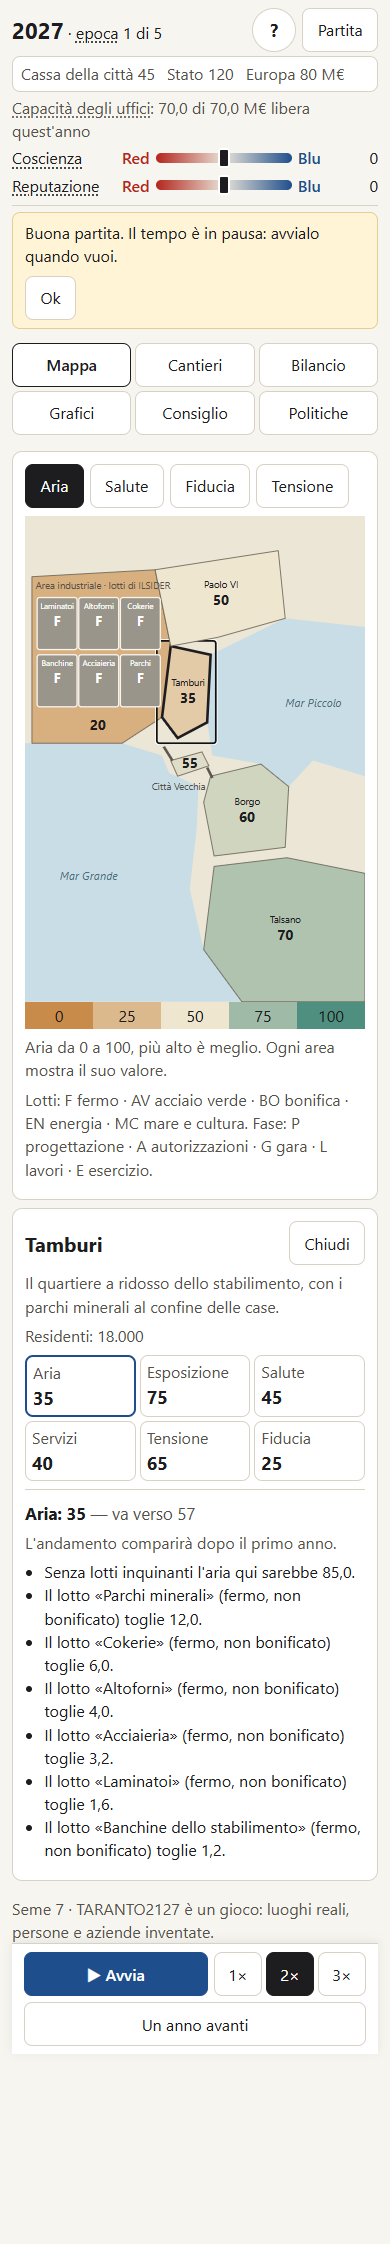 2027 · epoca 1 di 5
?
Partita
Cassa della città 45 Stato 120 Europa 80 M€
Capacità degli uffici: 70,0 di 70,0 M€ libera
quest'anno
Coscienza Red Blu 0
Reputazione Red Blu 0
Buona partita. Il tempo è in pausa: avvialo
quando vuoi.
Ok
Mappa Cantieri Bilancio
Grafici Consiglio Politiche
Aria Salute Fiducia Tensione
Area industriale · lotti di ILSIDER
Laminatoi Altoforni Cokerie
F F F
Banchine Acciaieria Parchi
F F F
20
Paolo VI
50
Tamburi
35
Mar Piccolo
55
Città Vecchia
Borgo
60
Mar Grande
Talsano
70
0 25 50 75 100
Aria da 0 a 100, più alto è meglio. Ogni area
mostra il suo valore.
Lotti: F fermo · AV acciaio verde · BO bonifica ·
EN energia · MC mare e cultura. Fase: P
progettazione · A autorizzazioni · G gara · L
lavori · E esercizio.
Tamburi
Chiudi
Il quartiere a ridosso dello stabilimento, con i
parchi minerali al confine delle case.
Residenti: 18.000
Aria Esposizione Salute
35 75 45
Servizi Tensione Fiducia
40 65 25
Aria: 35 — va verso 57
L'andamento comparirà dopo il primo anno.
• Senza lotti inquinanti l'aria qui sarebbe 85,0.
• Il lotto «Parchi minerali» (fermo, non
bonificato) toglie 12,0.
• Il lotto «Cokerie» (fermo, non bonificato)
toglie 6,0.
• Il lotto «Altoforni» (fermo, non bonificato)
toglie 4,0.
• Il lotto «Acciaieria» (fermo, non bonificato)
toglie 3,2.
• Il lotto «Laminatoi» (fermo, non bonificato)
toglie 1,6.
• Il lotto «Banchine dello stabilimento» (fermo,
non bonificato) toglie 1,2.
Seme 7 · TARANTO2127 è un gioco: luoghi reali,
persone e aziende inventate.
▶ Avvia 1× 2× 3×
Un anno avanti